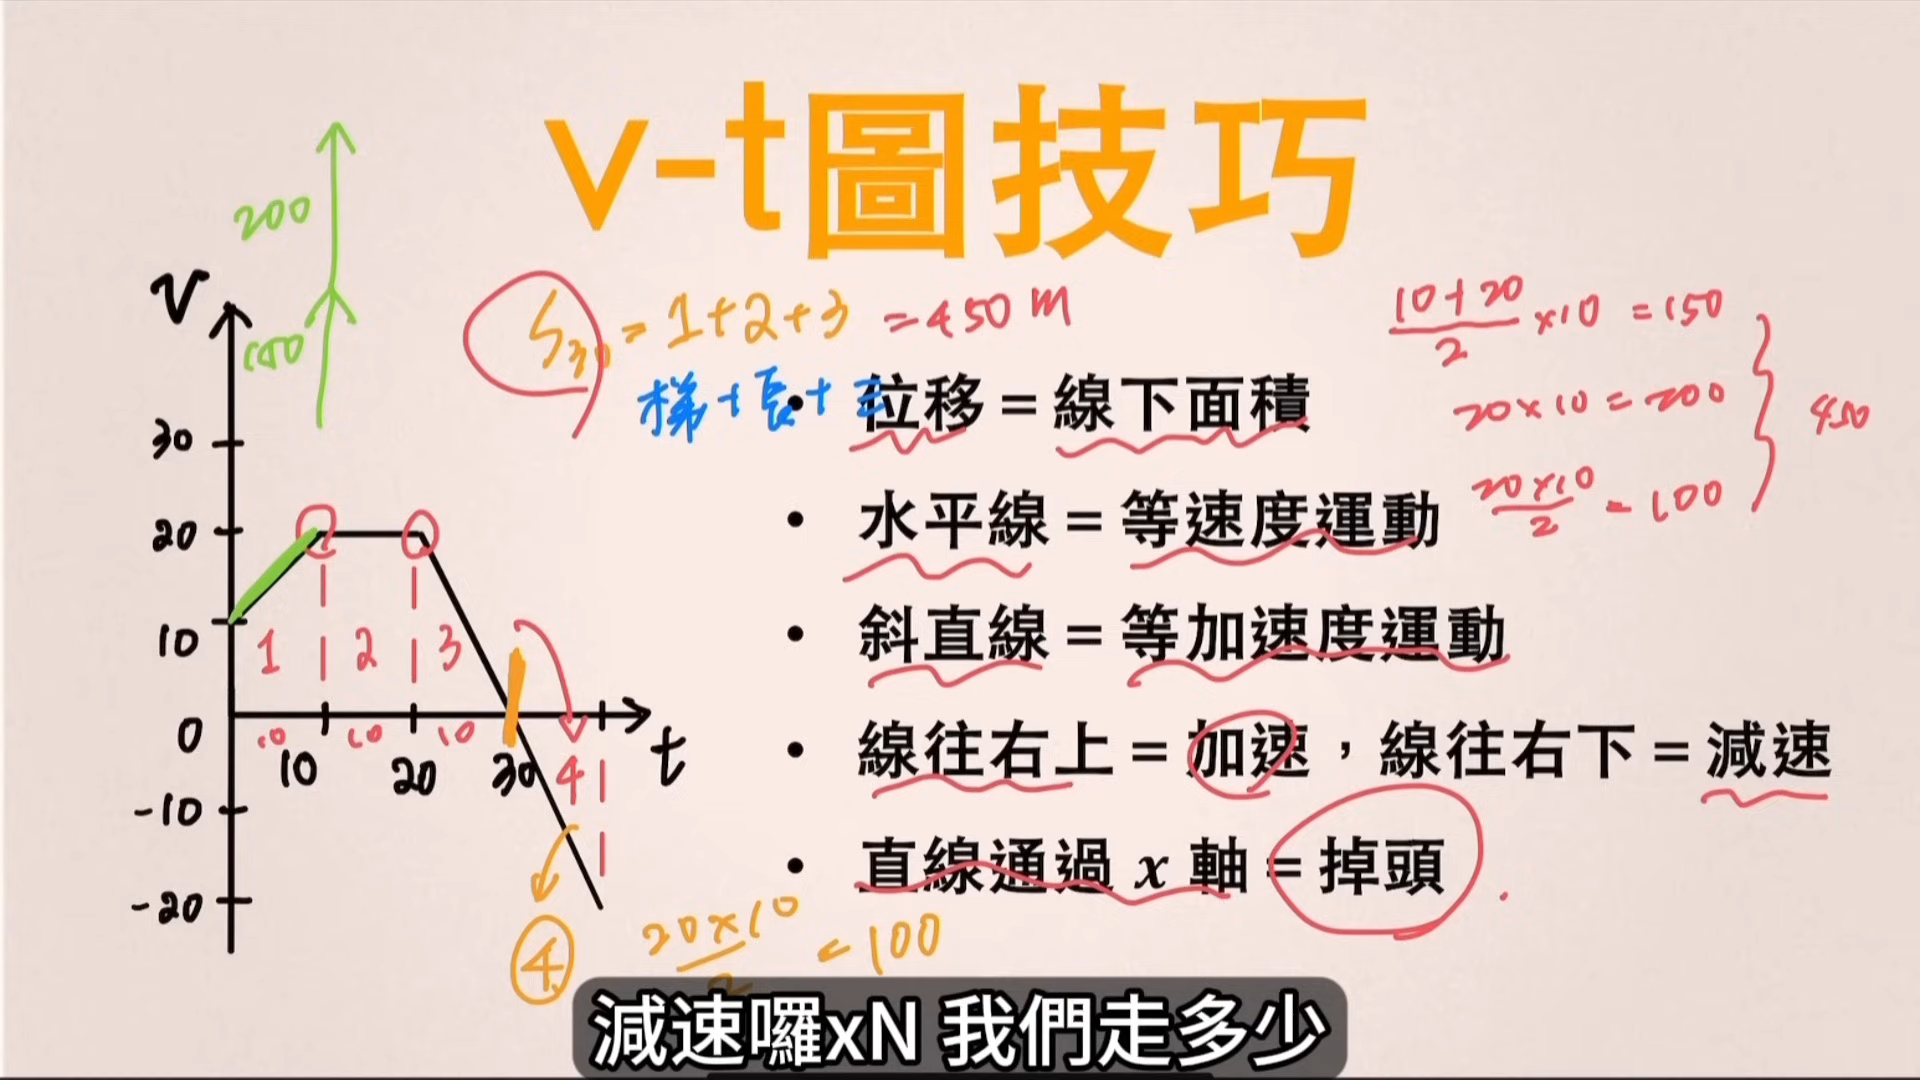 v-t圖技巧
200
150
v
S30 = 1+2+3 = 450 m
梯+長+三
10+20/2 ×10 = 150
20×10 = 200
20×10/2 = 100
450
• 位移=線下面積
• 水平線=等速度運動
• 斜直線=等加速度運動
• 線往右上=加速，線往右下=減速
• 直線通過 x 軸=掉頭
30
20
10
0
-10
-20
1 2 3
10 10 10
10 20 30 t
4
④ 20×10/2 = 100
減速囉xN 我們走多少